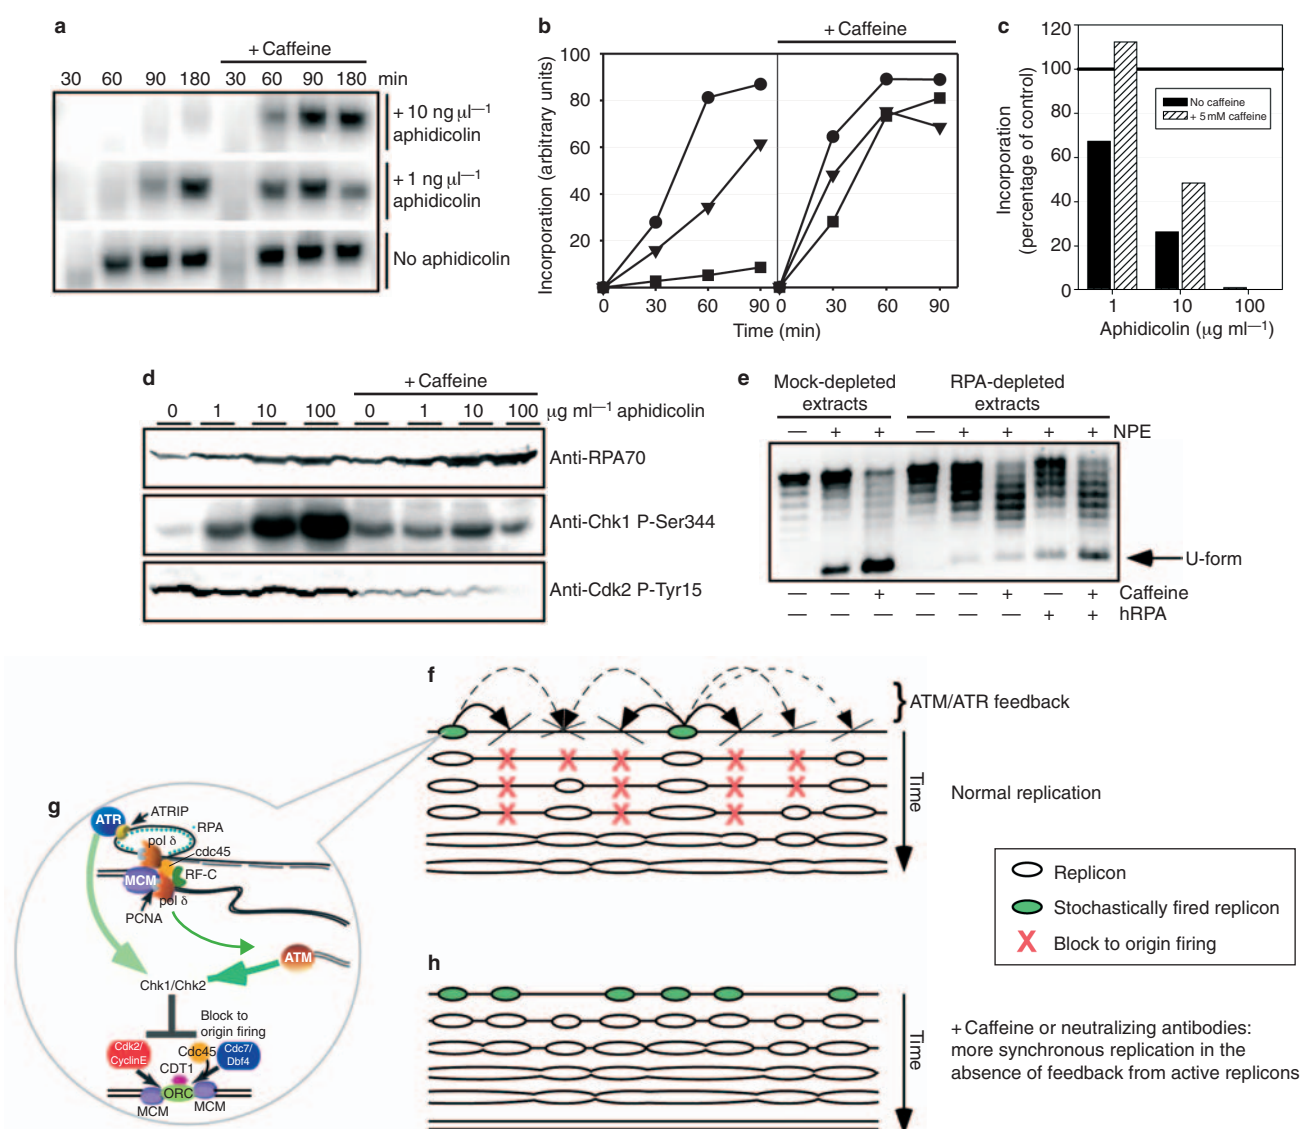 a
+ Caffeine
30 60 90 180 30 60 90 180 min
+ 10 ng µl—1
aphidicolin
+ 1 ng µl—1
aphidicolin
No aphidicolin
b
+ Caffeine
Incorporation (arbitrary units)
100
80
60
40
20
0 30 60 90 0 30 60 90
Time (min)
c
Incorporation
(percentage of control)
120
100
80
60
40
20
0
No caffeine
+ 5 mM caffeine
1 10 100
Aphidicolin (µg ml—1)
d
+ Caffeine
0 1 10 100 0 1 10 100 µg ml—1 aphidicolin
Anti-RPA70
Anti-Chk1 P-Ser344
Anti-Cdk2 P-Tyr15
e
Mock-depleted
extracts
RPA-depleted
extracts
— + + — + + + + NPE
U-form
— — + — — + — + Caffeine
— — — — — — + + hRPA
f
ATM/ATR feedback
X X X X X
X X X X
X X X
Time
Normal replication
g
ATR
ATRIP
RPA
pol δ
cdc45
MCM
RF-C
pol δ
PCNA
ATM
Chk1/Chk2
Block to
origin firing
Cdk2/
CyclinE
Cdc45
Cdc7/
Dbf4
CDT1
ORC
MCM
MCM
Replicon
Stochastically fired replicon
X Block to origin firing
h
Time
+ Caffeine or neutralizing antibodies:
more synchronous replication in the
absence of feedback from active replicons